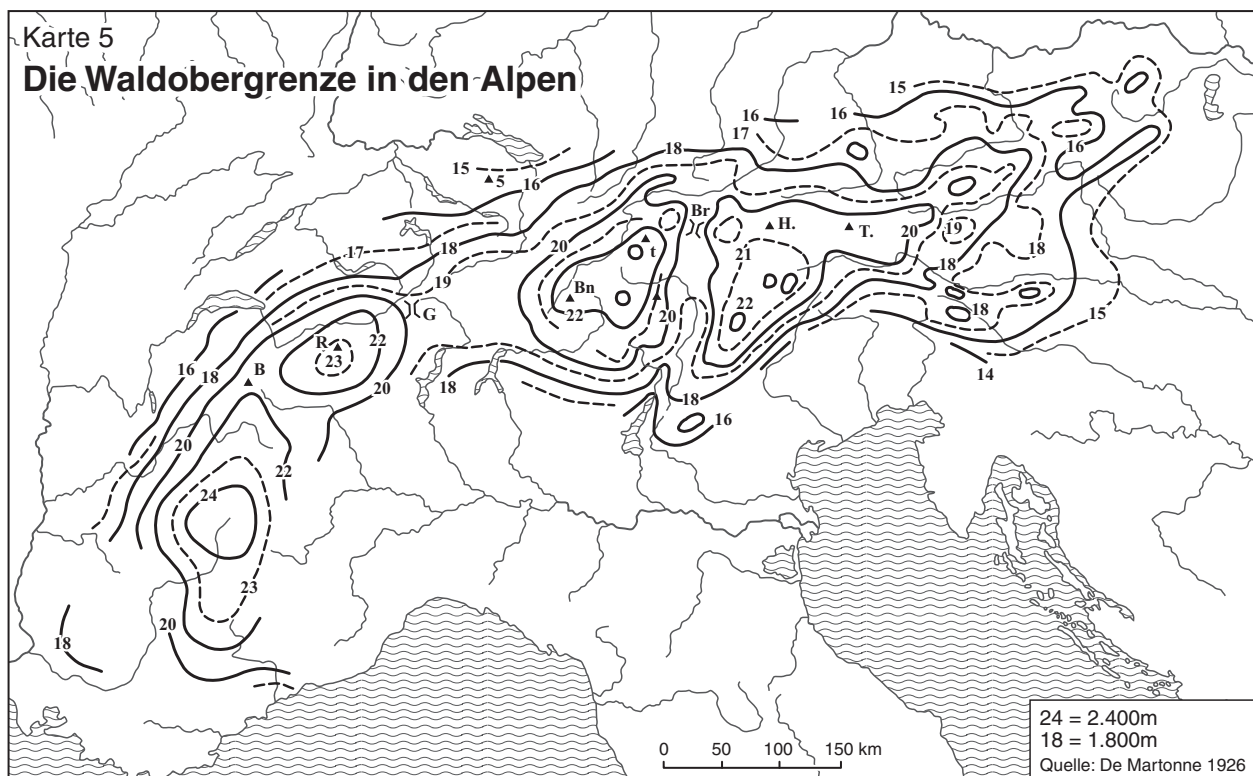 Karte 5
Die Waldobergrenze in den Alpen
15
16
16
17
18
15
5
16
16
Br
H.
T.
20
19
18
20
21
t
17
18
19
18
Bn
22
20
22
18
15
G
R
23
22
B
16
18
20
18
14
18
16
20
22
24
23
20
18
0 50 100 150 km
24 = 2.400m
18 = 1.800m
Quelle: De Martonne 1926